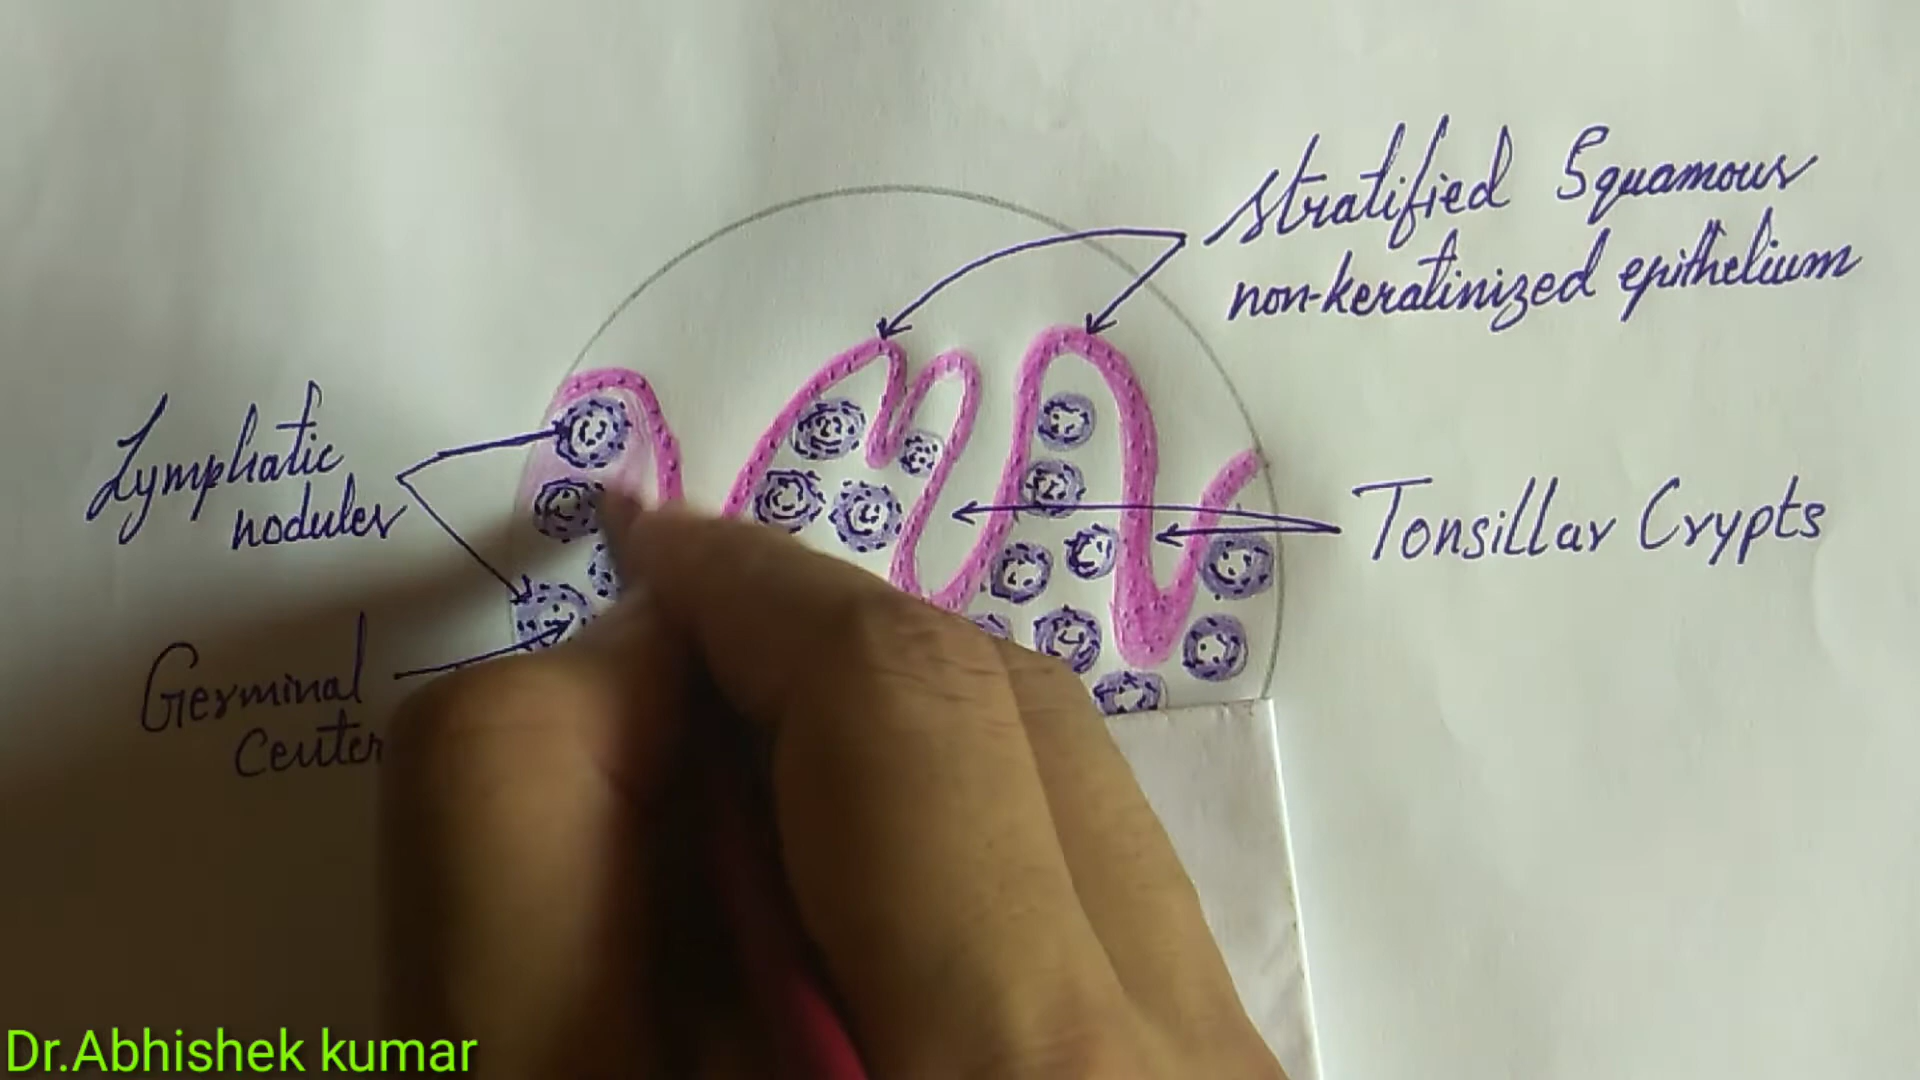 stratified Squamous
non-keratinized epithelium
Lymphatic
nodules
Tonsillar Crypts
Germinal
Center
Dr.Abhishek kumar